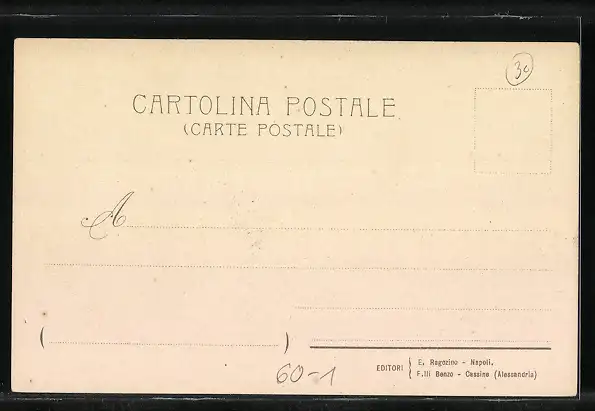 30
CARTOLINA POSTALE
(CARTE POSTALE)
A
( )
EDITORI { E. Ragozino - Napoli.
F.lli Benzo - Cassine (Alessandria)
60-1